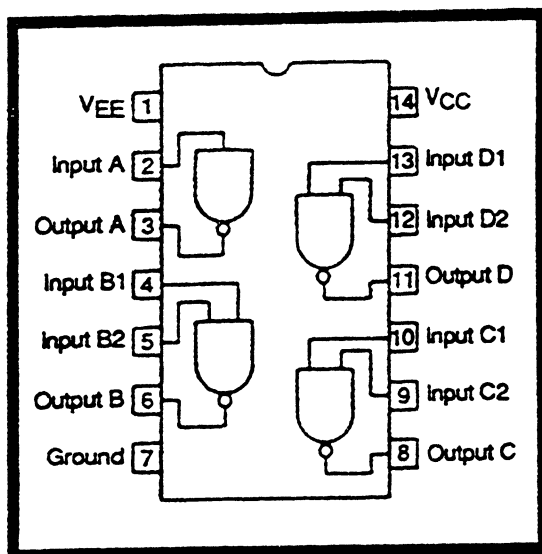 VEE 1
Input A 2
Output A 3
Input B1 4
Input B2 5
Output B 6
Ground 7
14 VCC
13 Input D1
12 Input D2
11 Output D
10 Input C1
9 Input C2
8 Output C